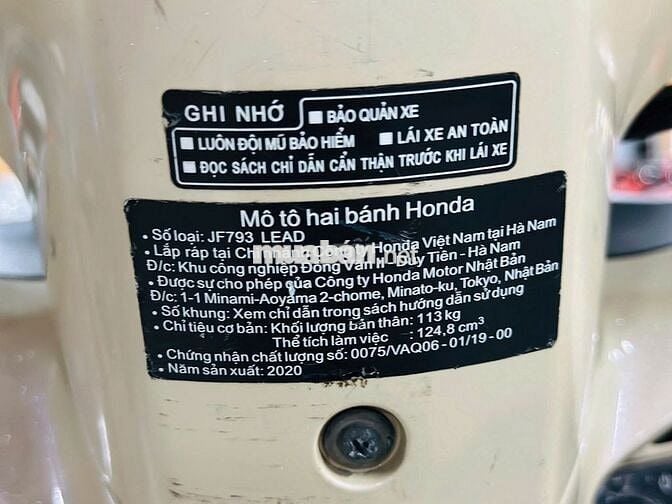 GHI NHỚ
■ BẢO QUẢN XE
■ LUÔN ĐỘI MŨ BẢO HIỂM ■ LÁI XE AN TOÀN
■ ĐỌC SÁCH CHỈ DẪN CẨN THẬN TRƯỚC KHI LÁI XE
Mô tô hai bánh Honda
• Số loại: JF793 LEAD
• Lắp ráp tại Chi nhánh Công ty Honda Việt Nam tại Hà Nam
Đ/c: Khu công nghiệp Đồng Văn II - Duy Tiên - Hà Nam
• Được sự cho phép của Công ty Honda Motor Nhật Bản
Đ/c: 1-1 Minami-Aoyama 2-chome, Minato-ku, Tokyo, Nhật Bản
• Số khung: Xem chỉ dẫn trong sách hướng dẫn sử dụng
• Chỉ tiêu cơ bản: Khối lượng bản thân: 113 kg
Thể tích làm việc : 124,8 cm³
• Chứng nhận chất lượng số: 0075/VAQ06 - 01/19 - 00
• Năm sản xuất: 2020